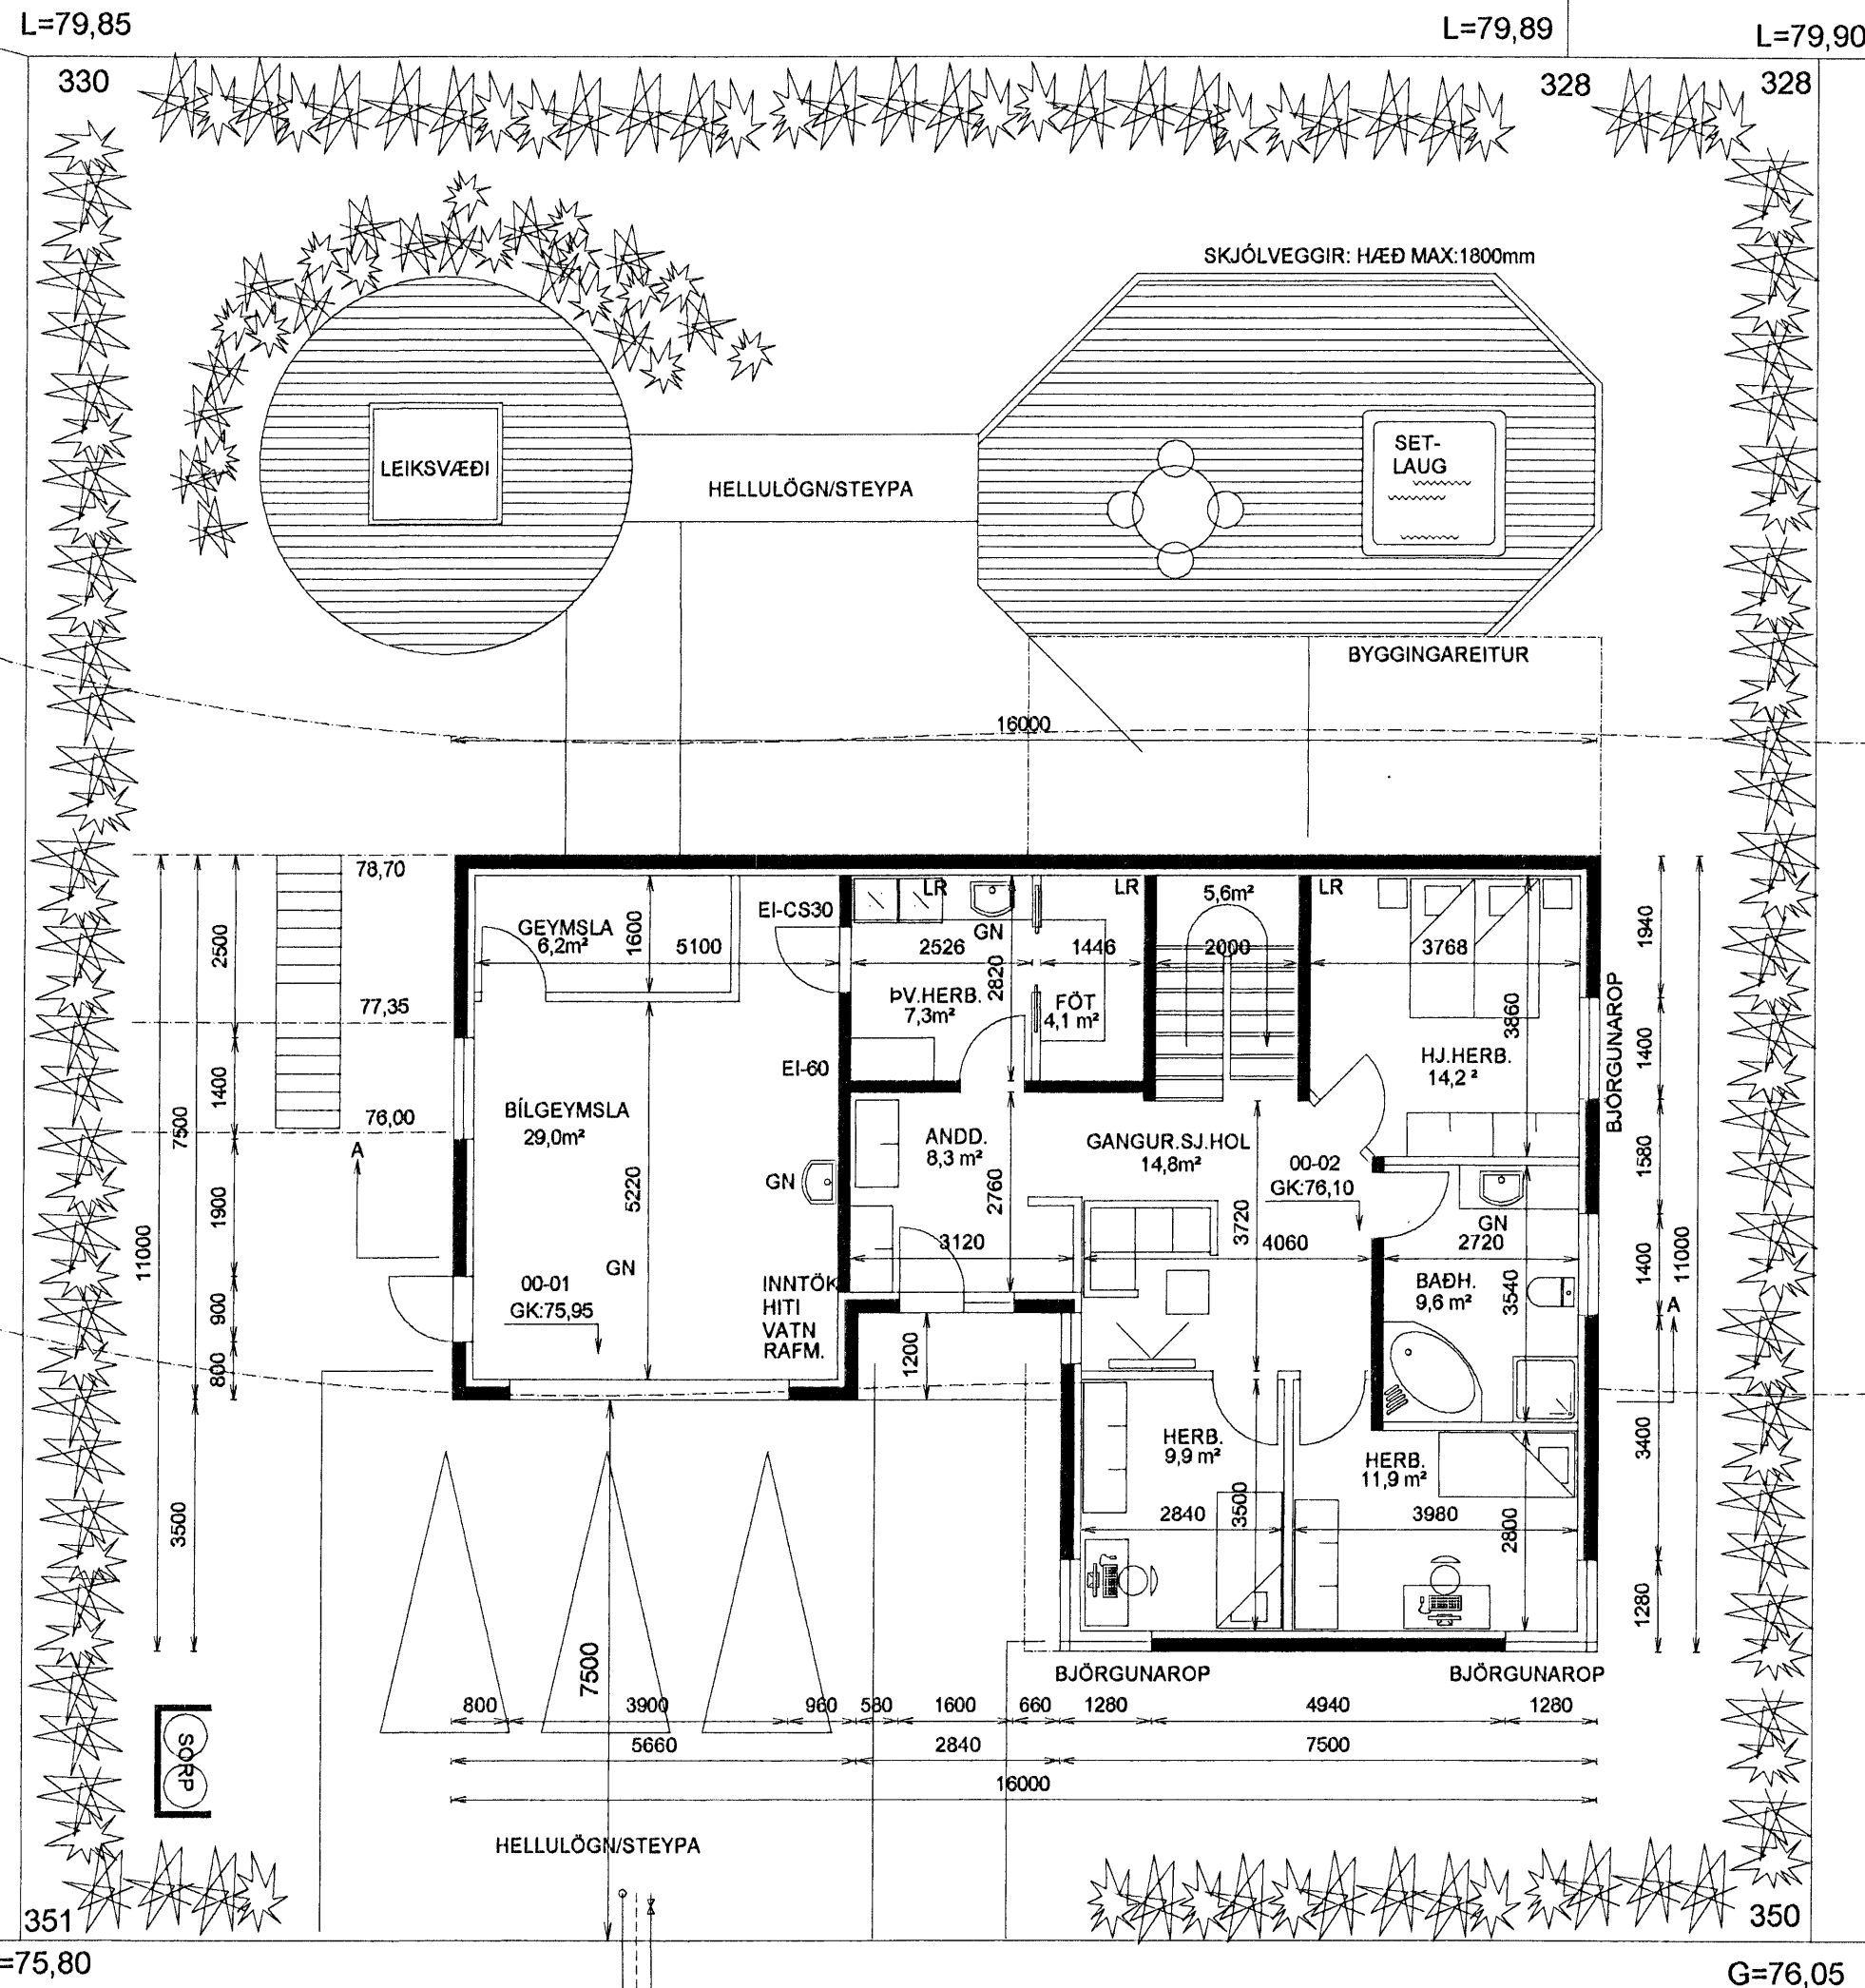 L=79,85
L=79,89
L=79,90
330
328
328
SKJÓLVEGGIR: HÆÐ MAX:1800mm
LEIKSVÆÐI
HELLULÖGN/STEYPA
SET-
LAUG
BYGGINGAREITUR
16000
78,70
77,35
76,00
A
11000
7500
3500
2500
1400
1900
900
800
GEYMSLA
6,2m²
1600
5100
EI-CS30
EI-60
BÍLGEYMSLA
29,0m²
5220
GN
GN
00-01
GK:75,95
INNTÖK
HITI
VATN
RAFM.
LR
GN
2526
2820
ÞV.HERB.
7,3m²
LR
1446
FÖT
4,1 m²
5,6m²
2000
LR
3768
3860
HJ.HERB.
14,2 ²
ANDD.
8,3 m²
2760
3120
1200
GANGUR.SJ.HOL
14,8m²
00-02
GK:76,10
3720
4060
GN
2720
BAÐH.
9,6 m²
3540
HERB.
9,9 m²
2840
3500
HERB.
11,9 m²
3980
2800
BJÖRGUNAROP
1940
1400
1580
1400
3400
1280
11000
A
BJÖRGUNAROP
BJÖRGUNAROP
7500
800
3900
960
580
1600
660
1280
4940
1280
5660
2840
7500
16000
SORP
HELLULÖGN/STEYPA
351
350
=75,80
G=76,05